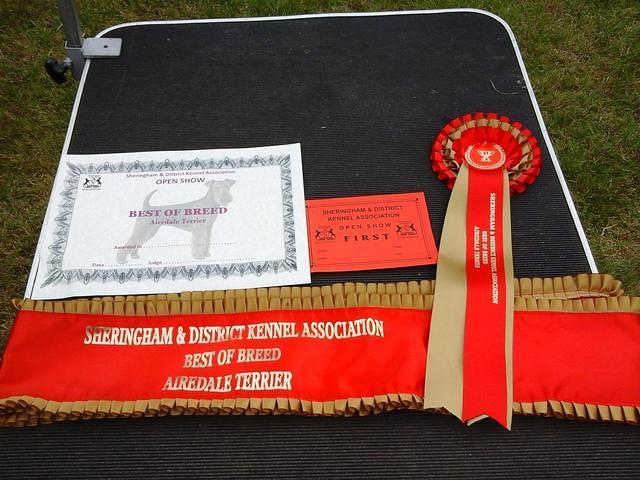 Sheringham & District Kennel Association
OPEN SHOW
BEST OF BREED
Airedale Terrier
Awarded to
Date Judge
SHERINGHAM & DISTRICT
KENNEL ASSOCIATION
OPEN SHOW
FIRST
SHERINGHAM & DISTRICT KENNEL ASSOCIATION
BEST OF BREED
AIREDALE TERRIER
SHERINGHAM & DISTRICT KENNEL ASSOCIATION
BEST OF BREED
AIREDALE TERRIER